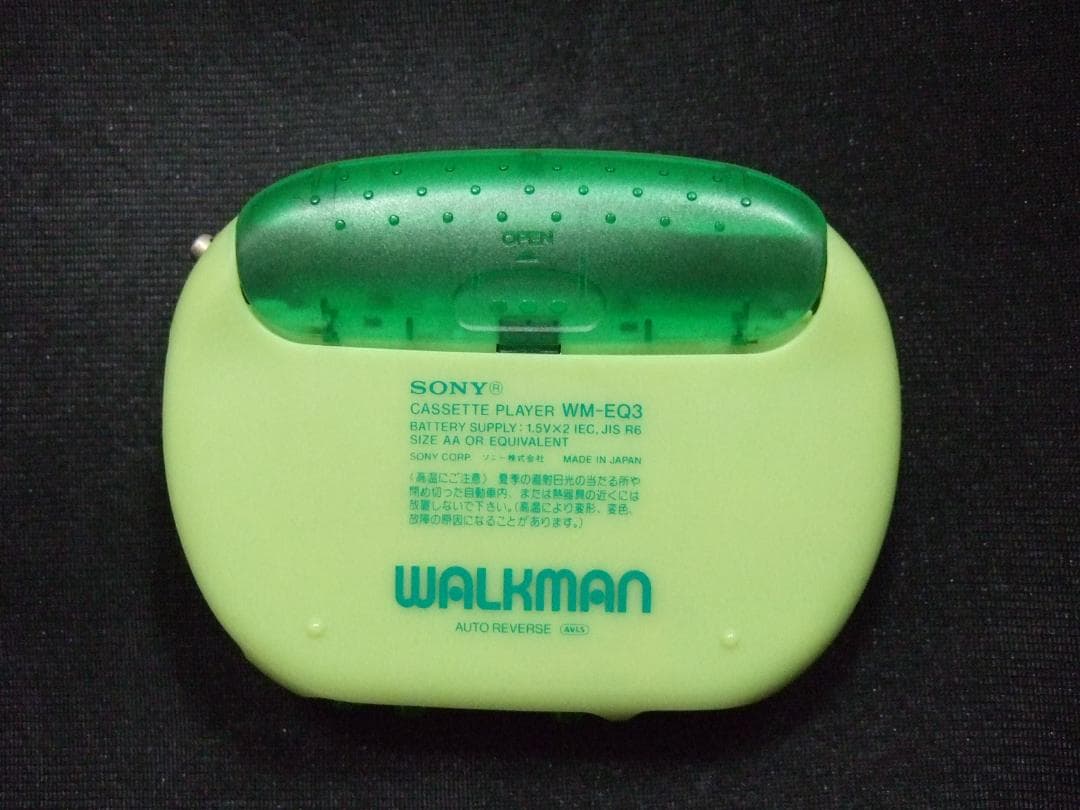 OPEN
SONY®
CASSETTE PLAYER WM-EQ3
BATTERY SUPPLY: 1.5V×2 IEC, JIS R6
SIZE AA OR EQUIVALENT
SONY CORP. ソニー株式会社 MADE IN JAPAN
(高温にご注意) 夏季の直射日光の当たる所や
閉め切った自動車内、または熱器具の近くには
放置しないで下さい。(高温により変形、変色、
故障の原因になることがあります。)
WALKMAN
AUTO REVERSE AVLS